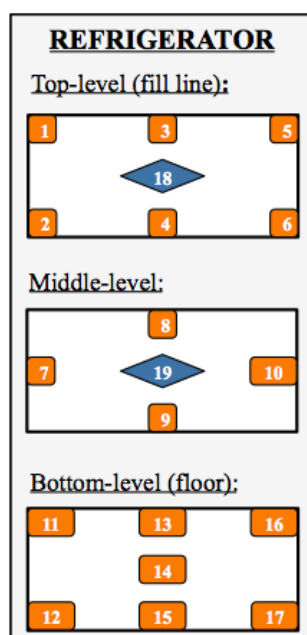 REFRIGERATOR
Top-level (fill line):
1 3 5
18
2 4 6
Middle-level:
8
7 19 10
9
Bottom-level (floor):
11 13 16
14
12 15 17